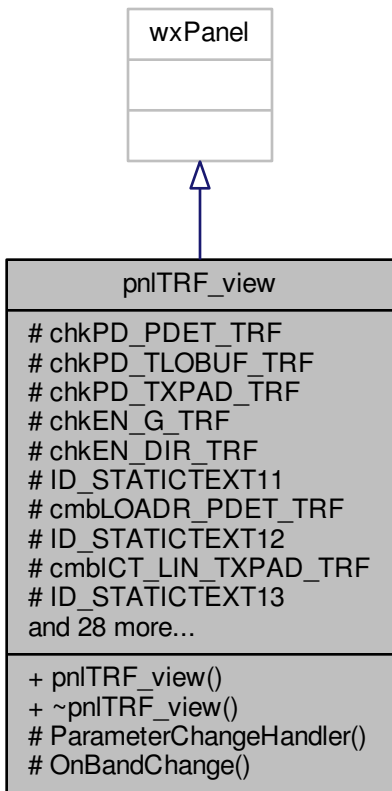 wxPanel
pnlTRF_view
# chkPD_PDET_TRF
# chkPD_TLOBUF_TRF
# chkPD_TXPAD_TRF
# chkEN_G_TRF
# chkEN_DIR_TRF
# ID_STATICTEXT11
# cmbLOADR_PDET_TRF
# ID_STATICTEXT12
# cmbICT_LIN_TXPAD_TRF
# ID_STATICTEXT13
and 28 more...
+ pnlTRF_view()
+ ~pnlTRF_view()
# ParameterChangeHandler()
# OnBandChange()